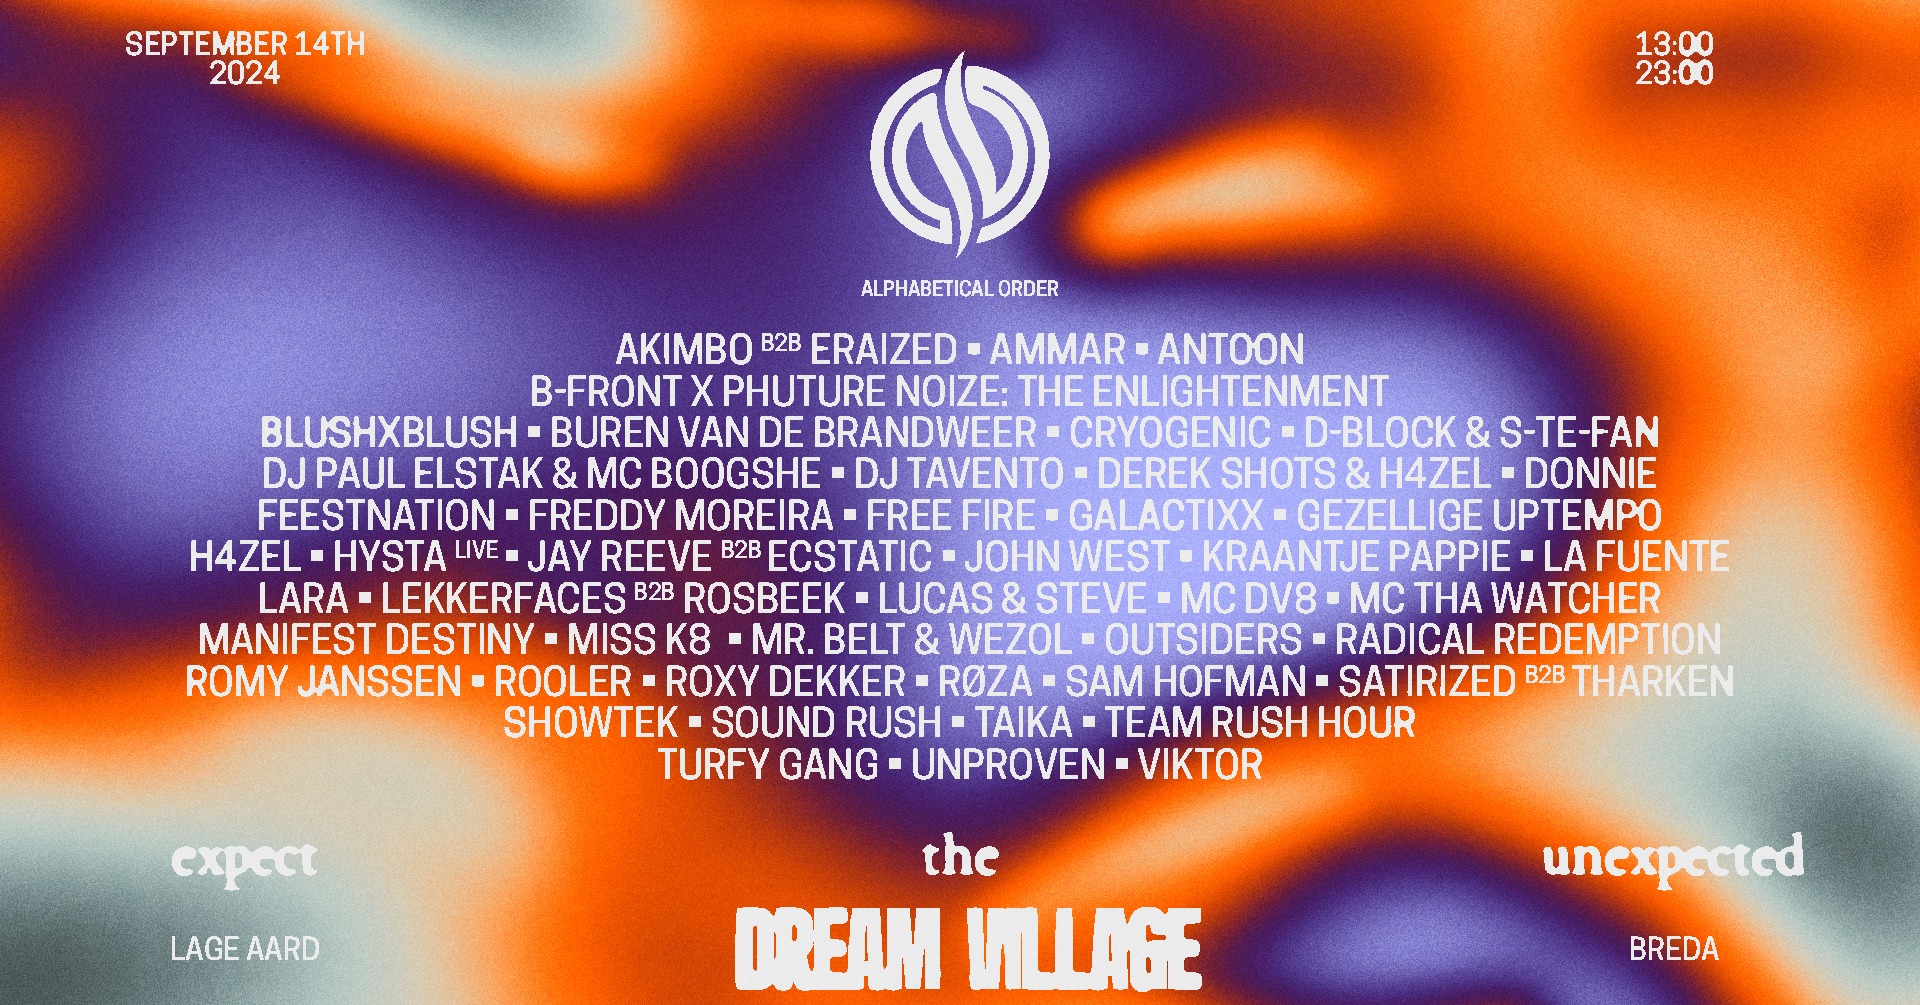 SEPTEMBER 14TH
2024
13:00
23:00
ALPHABETICAL ORDER
AKIMBO B2B ERAIZED ▪ AMMAR ▪ ANTOON
B-FRONT X PHUTURE NOIZE: THE ENLIGHTENMENT
BLUSHXBLUSH ▪ BUREN VAN DE BRANDWEER ▪ CRYOGENIC ▪ D-BLOCK & S-TE-FAN
DJ PAUL ELSTAK & MC BOOGSHE ▪ DJ TAVENTO ▪ DEREK SHOTS & H4ZEL ▪ DONNIE
FEESTNATION ▪ FREDDY MOREIRA ▪ FREE FIRE ▪ GALACTIXX ▪ GEZELLIGE UPTEMPO
H4ZEL ▪ HYSTA LIVE ▪ JAY REEVE B2B ECSTATIC ▪ JOHN WEST ▪ KRAANTJE PAPPIE ▪ LA FUENTE
LARA ▪ LEKKERFACES B2B ROSBEEK ▪ LUCAS & STEVE ▪ MC DV8 ▪ MC THA WATCHER
MANIFEST DESTINY ▪ MISS K8 ▪ MR. BELT & WEZOL ▪ OUTSIDERS ▪ RADICAL REDEMPTION
ROMY JANSSEN ▪ ROOLER ▪ ROXY DEKKER ▪ RØZA ▪ SAM HOFMAN ▪ SATIRIZED B2B THARKEN
SHOWTEK ▪ SOUND RUSH ▪ TAIKA ▪ TEAM RUSH HOUR
TURFY GANG ▪ UNPROVEN ▪ VIKTOR
expect the unexpected
DREAM VILLAGE
LAGE AARD
BREDA